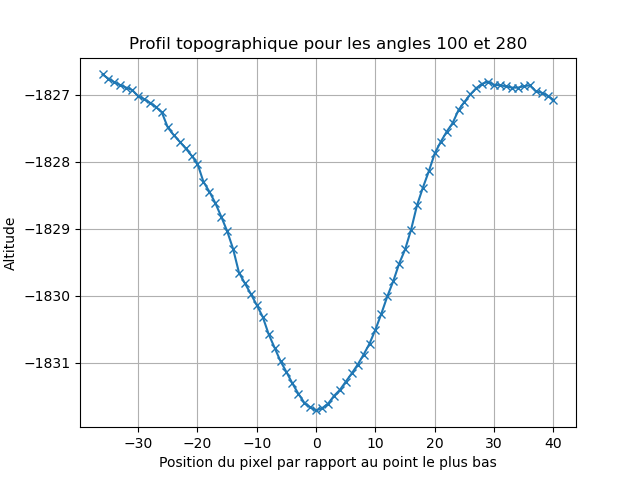 Profil topographique pour les angles 100 et 280
Altitude
−1827
−1828
−1829
−1830
−1831
−30 −20 −10 0 10 20 30 40
Position du pixel par rapport au point le plus bas